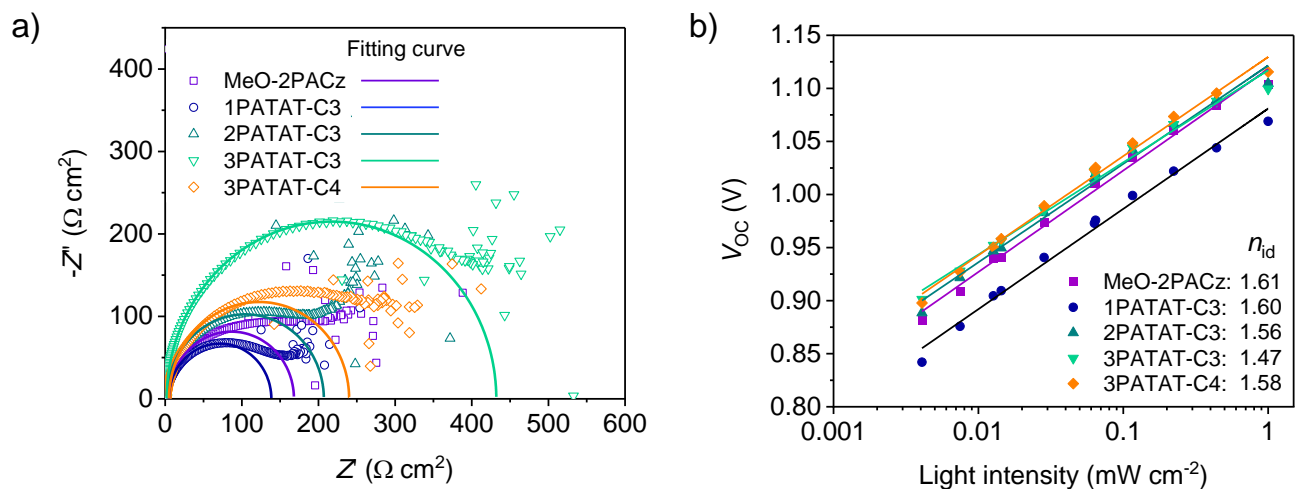 a)
-Z'' (Ω cm²)
400
300
200
100
0
Fitting curve
MeO-2PACz
1PATAT-C3
2PATAT-C3
3PATAT-C3
3PATAT-C4
0 100 200 300 400 500 600
Z' (Ω cm²)
b)
V_OC (V)
1.15
1.10
1.05
1.00
0.95
0.90
0.85
0.80
n_id
MeO-2PACz: 1.61
1PATAT-C3: 1.60
2PATAT-C3: 1.56
3PATAT-C3: 1.47
3PATAT-C4: 1.58
0.001 0.01 0.1 1
Light intensity (mW cm⁻²)